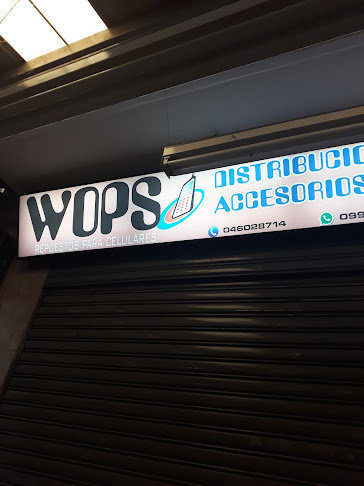 WOPS
REPUESTOS PARA CELULARES
DISTRIBUCIO
ACCESORIOS
046028714
099